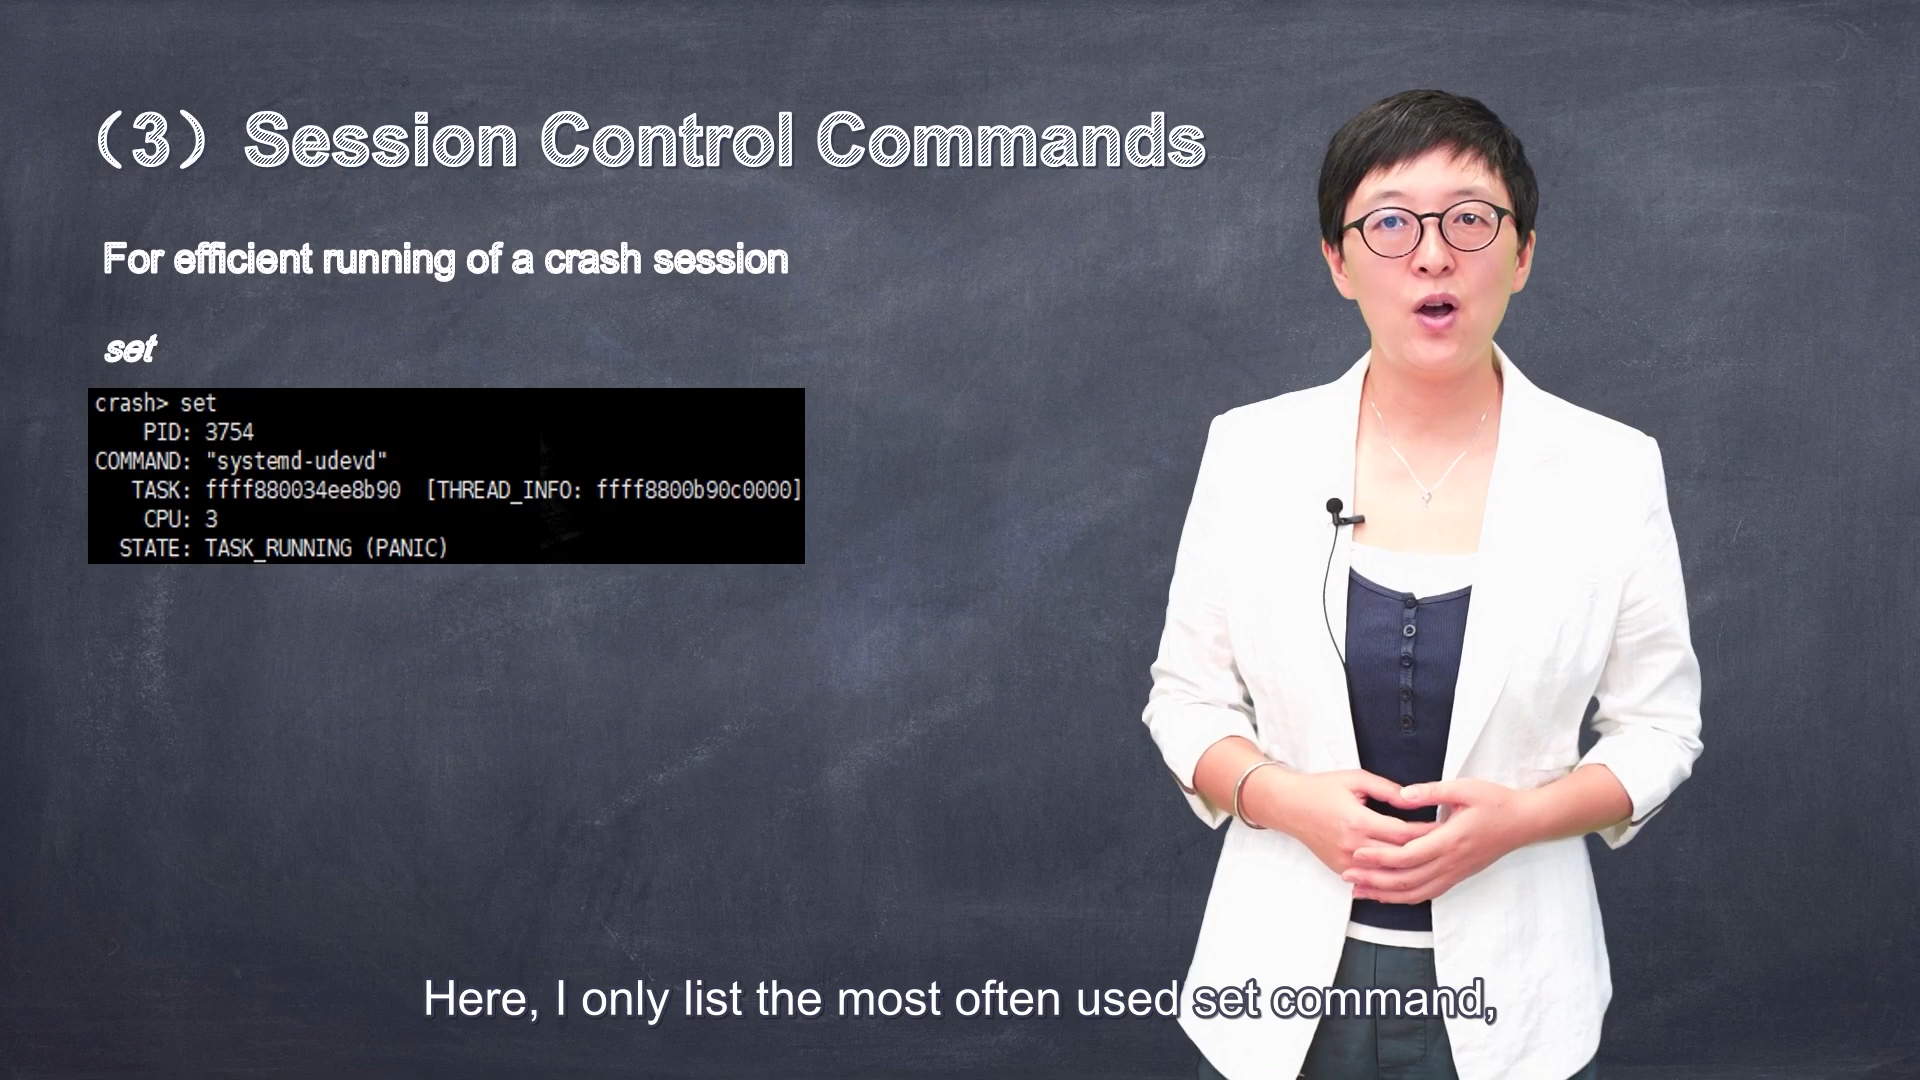 （3）Session Control Commands
For efficient running of a crash session
set
crash> set
PID: 3754
COMMAND: "systemd-udevd"
TASK: ffff880034ee8b90  [THREAD_INFO: ffff8800b90c0000]
CPU: 3
STATE: TASK_RUNNING (PANIC)
Here, I only list the most often used set command,